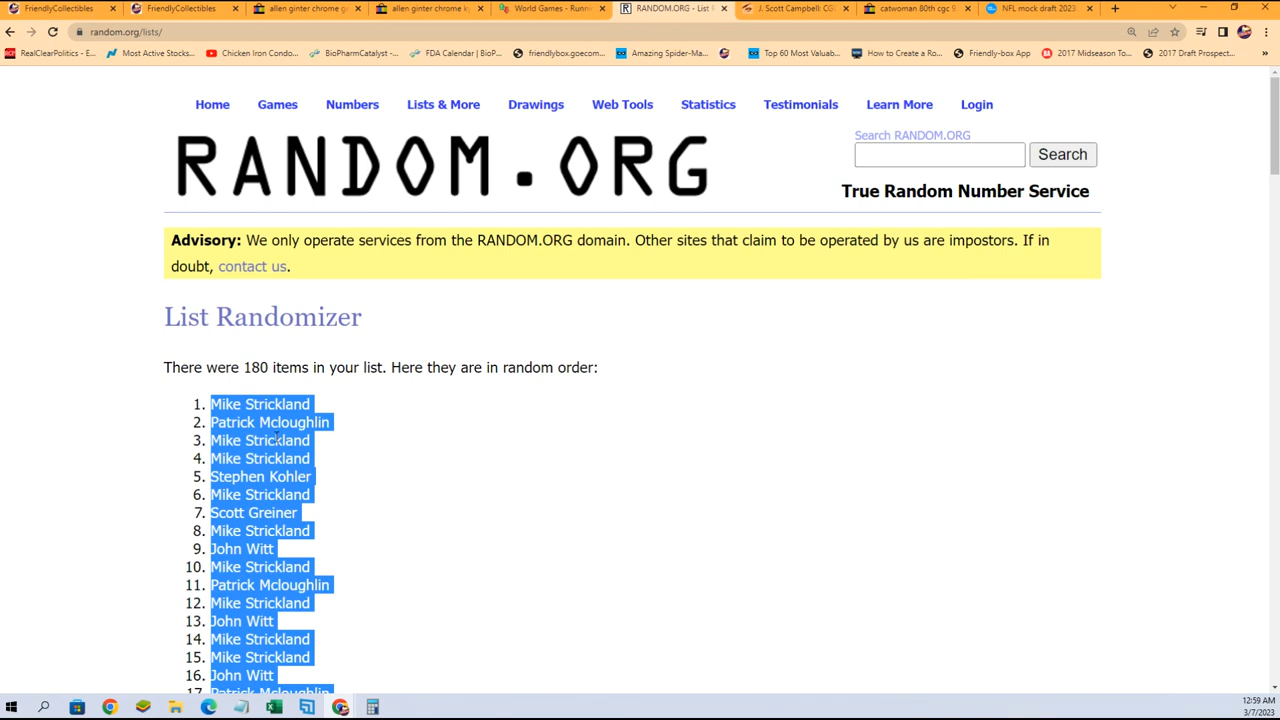 FriendlyCollectibles
FriendlyCollectibles
allen ginter chrome
allen ginter chrome
World Games - Runni
RANDOM.ORG - List
J. Scott Campbell: CG
catwoman 80th cgc 9
NFL mock draft 2023
random.org/lists/
RealClearPolitics - E...
Most Active Stocks...
Chicken Iron Condo...
BioPharmCatalyst -...
FDA Calendar | BioP...
friendlybox.goecom...
Amazing Spider-Ma...
Top 60 Most Valuab...
How to Create a Ro...
Friendly-box App
2017 Midseason To...
2017 Draft Prospect...
Home
Games
Numbers
Lists & More
Drawings
Web Tools
Statistics
Testimonials
Learn More
Login
RANDOM.ORG
Search RANDOM.ORG
Search
True Random Number Service
Advisory: We only operate services from the RANDOM.ORG domain. Other sites that claim to be operated by us are impostors. If in
doubt, contact us.
List Randomizer
There were 180 items in your list. Here they are in random order:
1. Mike Strickland
2. Patrick Mcloughlin
3. Mike Strickland
4. Mike Strickland
5. Stephen Kohler
6. Mike Strickland
7. Scott Greiner
8. Mike Strickland
9. John Witt
10. Mike Strickland
11. Patrick Mcloughlin
12. Mike Strickland
13. John Witt
14. Mike Strickland
15. Mike Strickland
16. John Witt
17. Patrick Mcloughlin
12:59 AM
3/7/2023